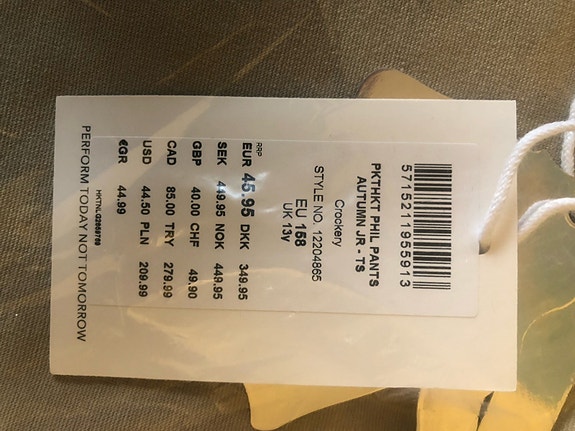 5715211955913
PKTHKT PHIL PANTS
AUTUMN JR - TS
Crockery
STYLE NO. 12204865
EU 158
UK 13y
RRP
EUR 45.95 DKK 349.95
SEK 449.95 NOK 449.95
GBP 40.00 CHF 49.90
CAD 85.00 TRY 279.99
USD 44.50 PLN 209.99
€GR 44.99
PERFORM TODAY NOT TOMORROW